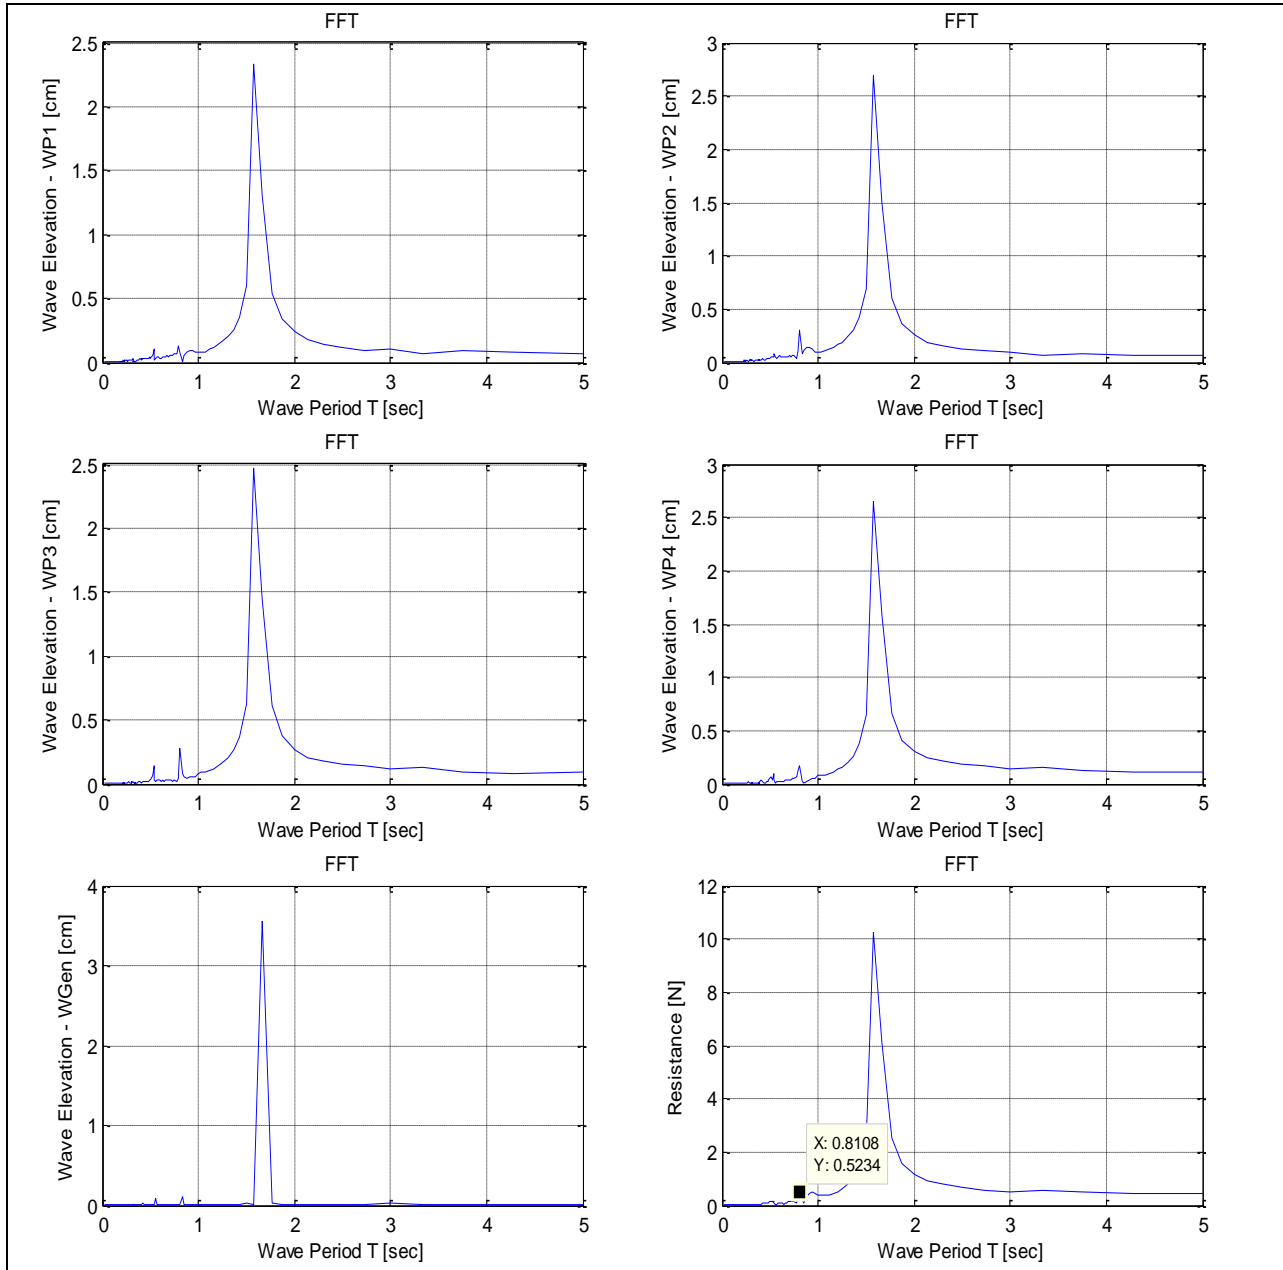 FFT
Wave Elevation - WP1 [cm]
2.5
2
1.5
1
0.5
0
0 1 2 3 4 5
Wave Period T [sec]
FFT
Wave Elevation - WP2 [cm]
3
2.5
2
1.5
1
0.5
0
0 1 2 3 4 5
Wave Period T [sec]
FFT
Wave Elevation - WP3 [cm]
2.5
2
1.5
1
0.5
0
0 1 2 3 4 5
Wave Period T [sec]
FFT
Wave Elevation - WP4 [cm]
3
2.5
2
1.5
1
0.5
0
0 1 2 3 4 5
Wave Period T [sec]
FFT
Wave Elevation - WGen [cm]
4
3
2
1
0
0 1 2 3 4 5
Wave Period T [sec]
FFT
Resistance [N]
12
10
8
6
4
2
0
X: 0.8108
Y: 0.5234
0 1 2 3 4 5
Wave Period T [sec]